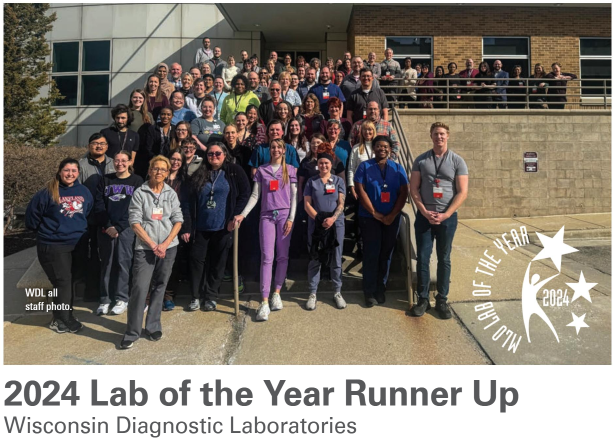 WDL all
staff photo.
MLO LAB OF THE YEAR
2024
2024 Lab of the Year Runner Up
Wisconsin Diagnostic Laboratories